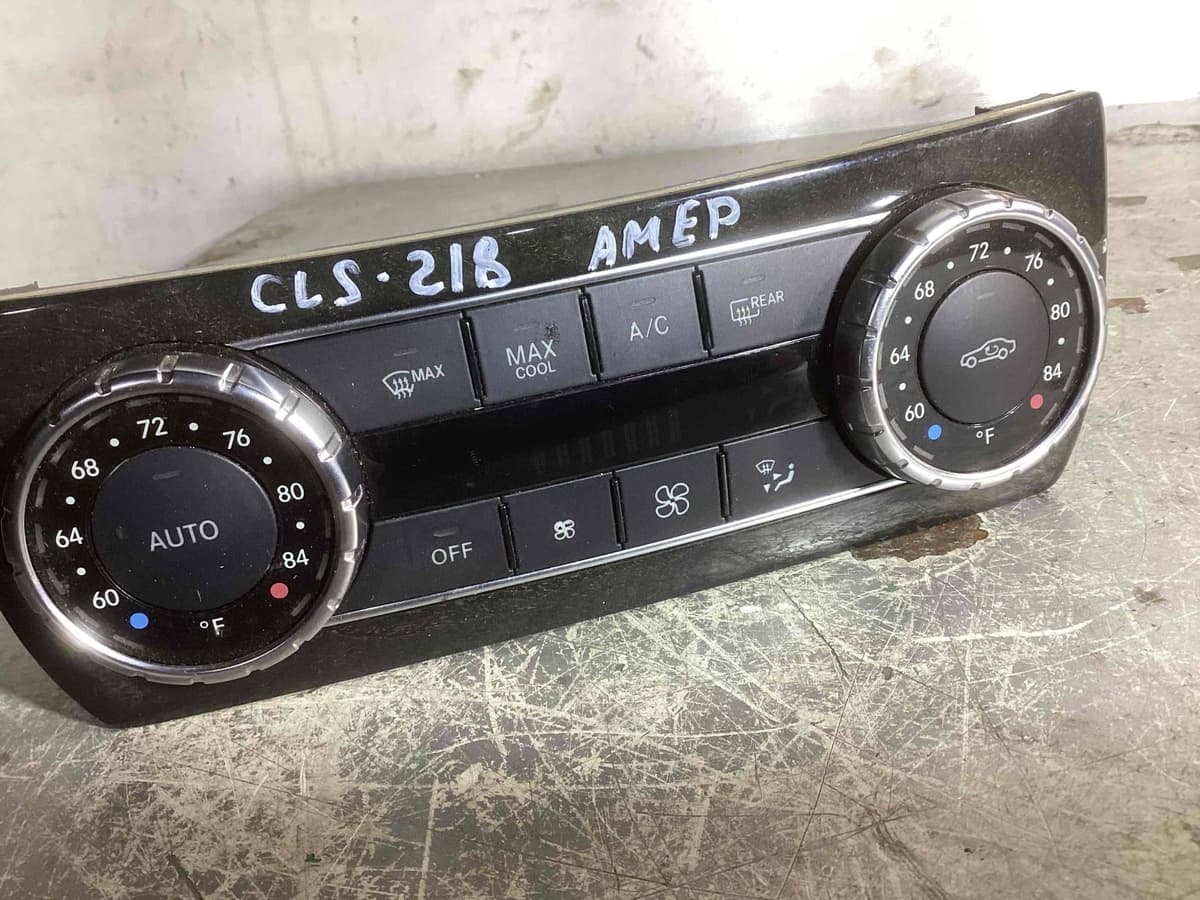 CLS-218 АМЕР
MAX
MAX
COOL
A/C
REAR
60 64 68 72 76 80 84
°F
AUTO
OFF
60 64 68 72 76 80 84
°F